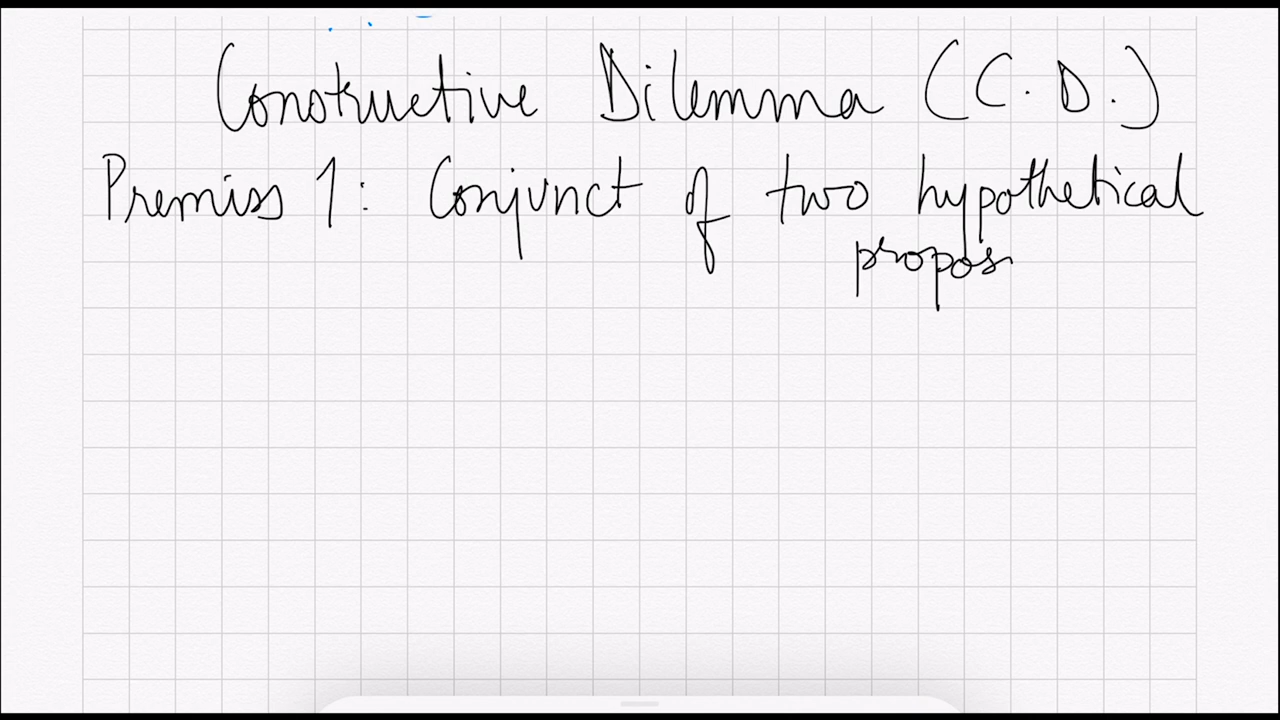 Constructive Dilemma (C.D.)
Premiss 1: Conjunct of two hypothetical
propos